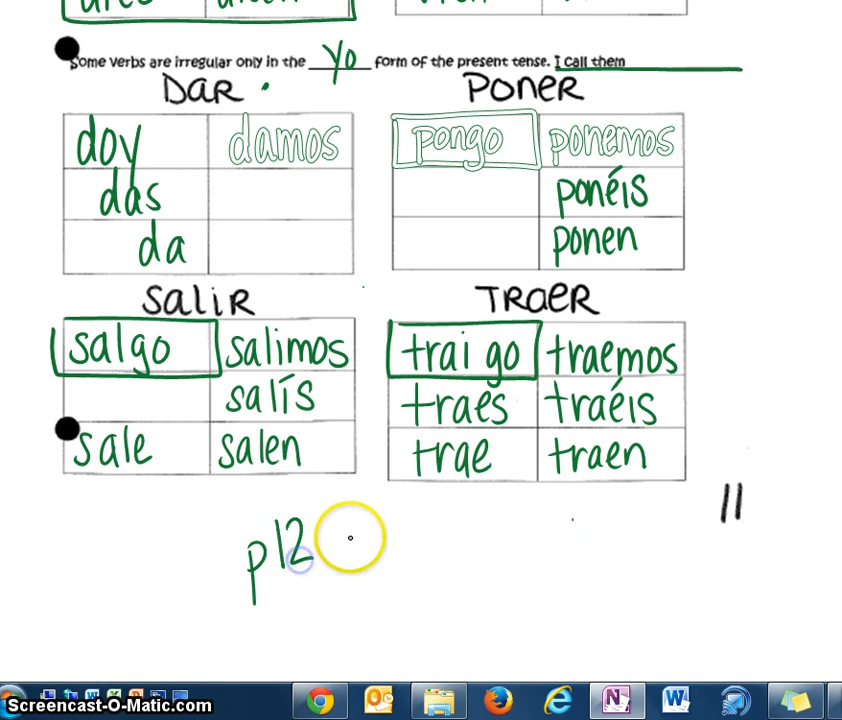 Some verbs are irregular only in the yo form of the present tense. I call them
DAR PONER
doy damos pongo ponemos
das ponéis
da ponen
SALIR TRAER
salgo salimos traigo traemos
salís traes traéis
sale salen trae traen
11
p12
Screencast-O-Matic.com